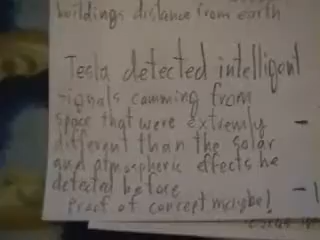 buildings distance from earth
Tesla detected intelligent
signals comming from
space that were extremly
different than the solar
and atmospheric effects he
detected before
Proof of concept maybe!